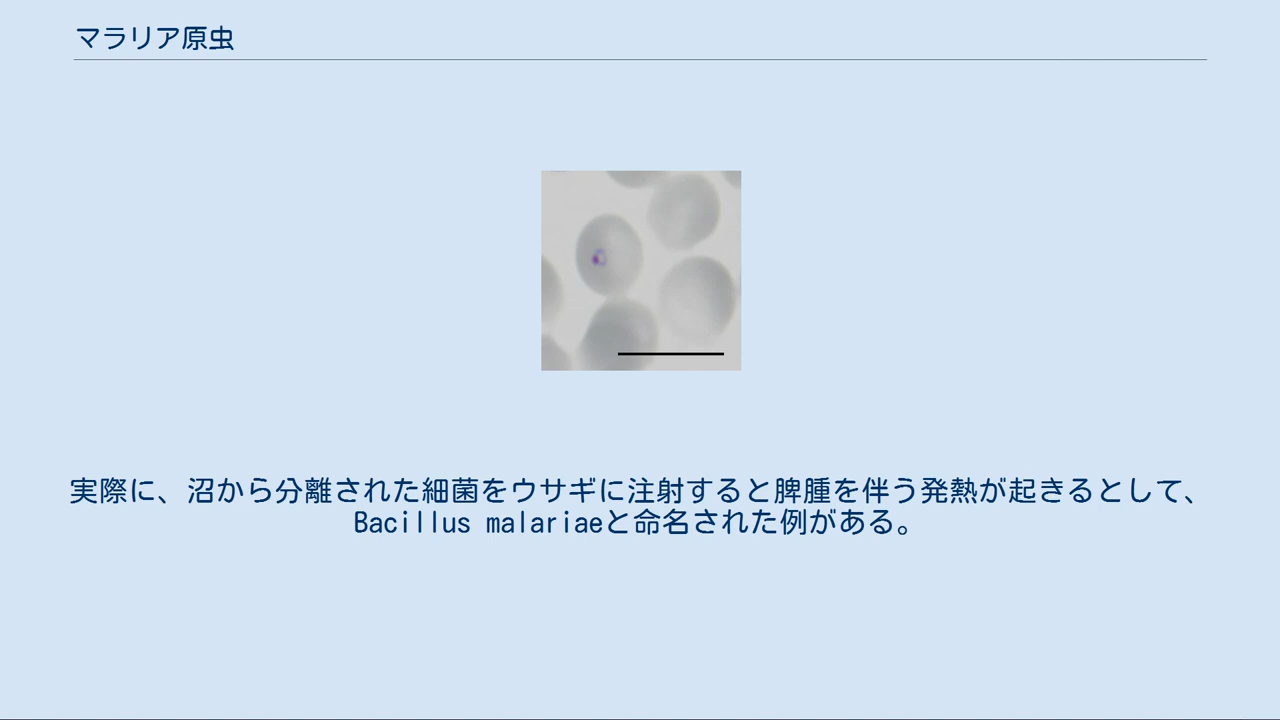 マラリア原虫
実際に、沼から分離された細菌をウサギに注射すると脾腫を伴う発熱が起きるとして、
Bacillus malariaeと命名された例がある。